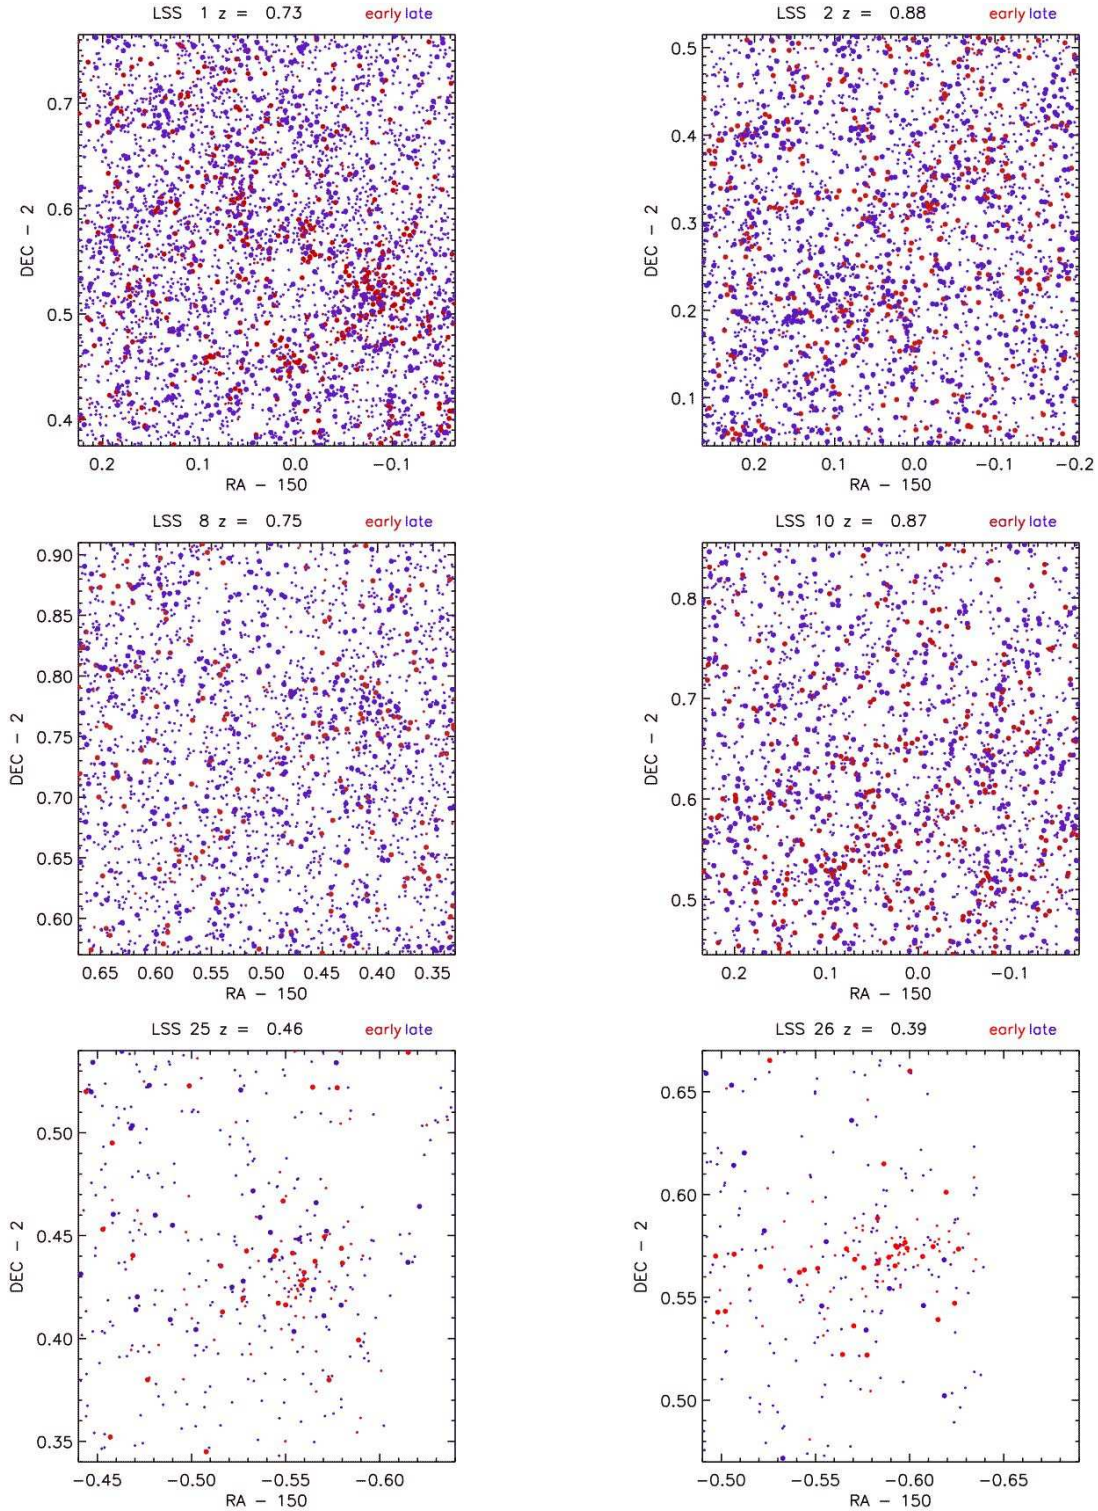 LSS 1 z = 0.73 early late
LSS 2 z = 0.88 early late
0.7
0.6
0.5
0.4
DEC - 2
0.2 0.1 0.0 -0.1
RA - 150
0.5
0.4
0.3
0.2
0.1
DEC - 2
0.2 0.1 0.0 -0.1 -0.2
RA - 150
LSS 8 z = 0.75 early late
LSS 10 z = 0.87 early late
0.90
0.85
0.80
0.75
0.70
0.65
0.60
DEC - 2
0.65 0.60 0.55 0.50 0.45 0.40 0.35
RA - 150
0.8
0.7
0.6
0.5
DEC - 2
0.2 0.1 0.0 -0.1
RA - 150
LSS 25 z = 0.46 early late
LSS 26 z = 0.39 early late
0.50
0.45
0.40
0.35
DEC - 2
-0.45 -0.50 -0.55 -0.60
RA - 150
0.65
0.60
0.55
0.50
DEC - 2
-0.50 -0.55 -0.60 -0.65
RA - 150